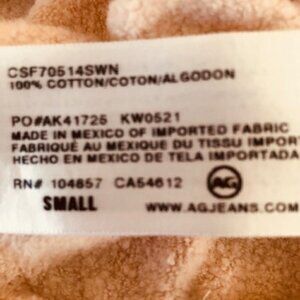 CSF70514SWN
100% COTTON/COTON/ALGODON
PO#AK41725 KW0521
MADE IN MEXICO OF IMPORTED FABRIC
FABRIQUÉ AU MEXIQUE DU TISSU IMPORT
HECHO EN MEXICO DE TELA IMPORTADA
RN# 104857 CA54612 AG
SMALL WWW.AGJEANS.COM